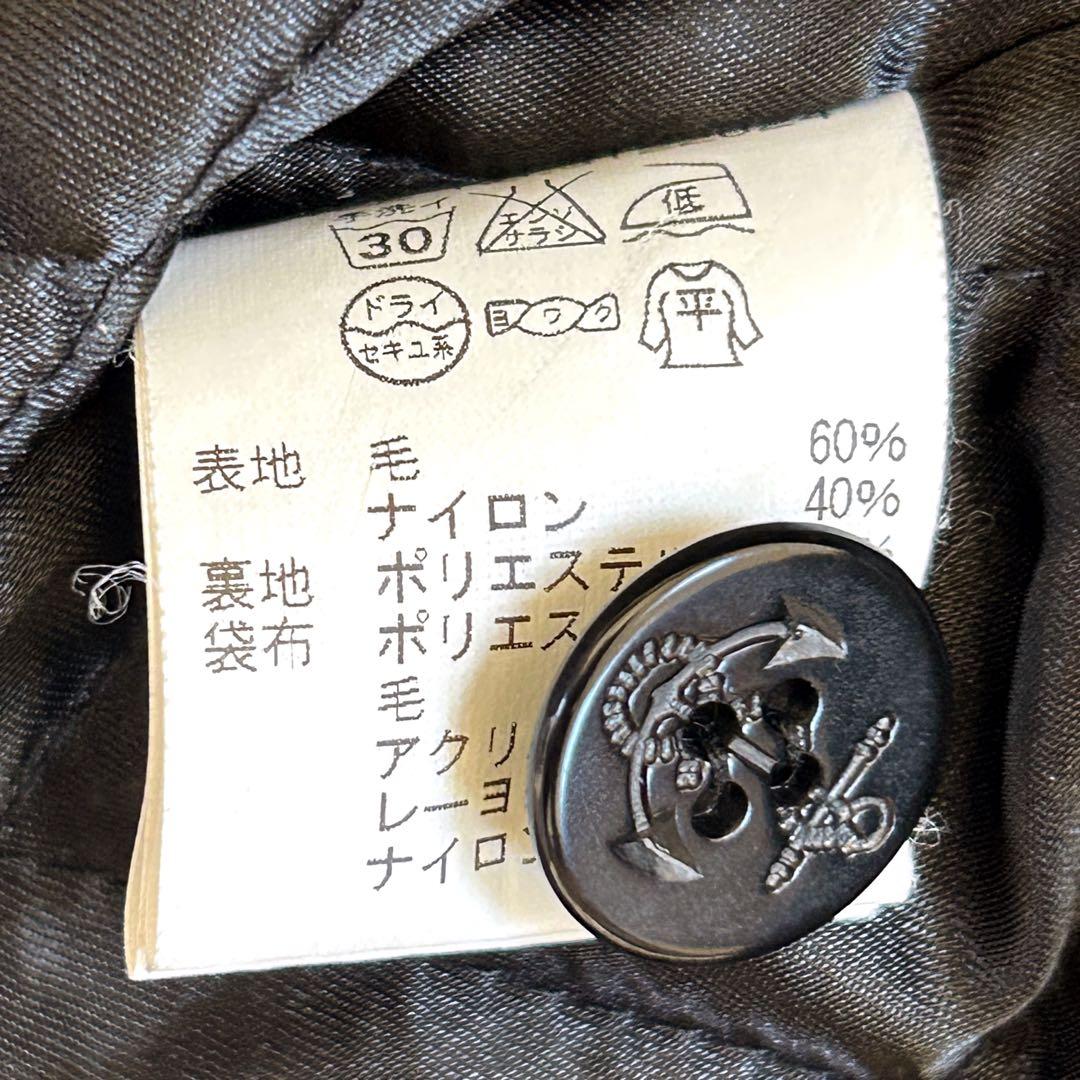 手洗イ 30 エンソ サラシ 低
ドライ セキユ系 ヨワク 平
表地 毛 60%
ナイロン 40%
裏地 ポリエステ
袋布 ポリエス
毛
アクリ
レーヨ
ナイロン